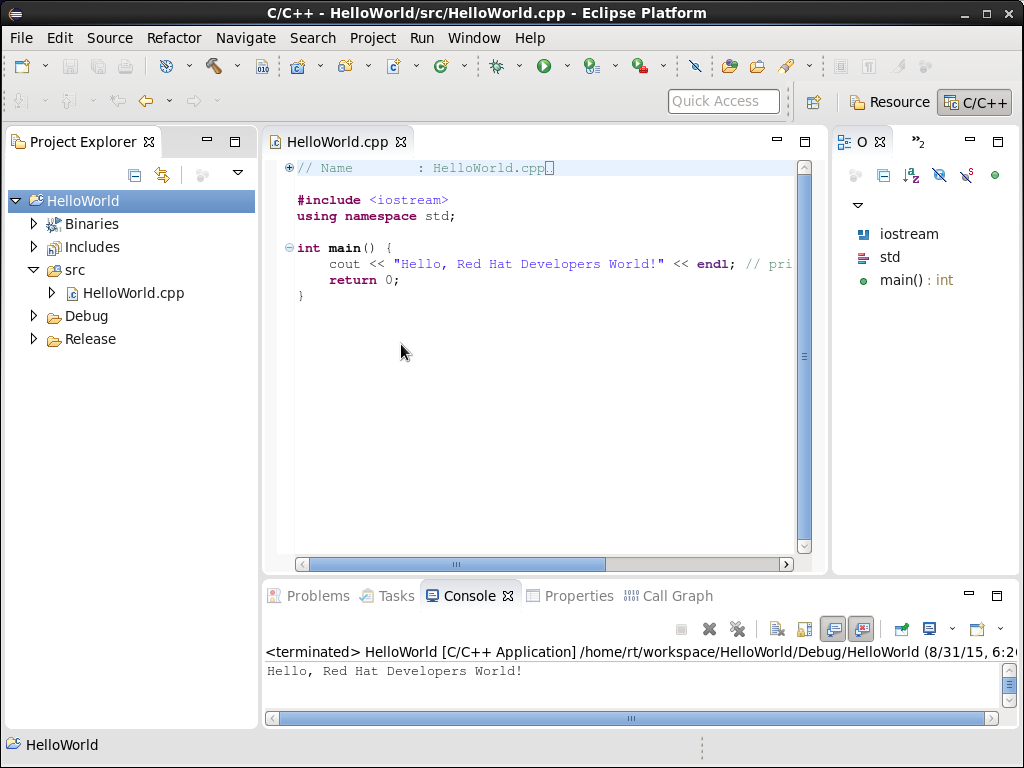 C/C++ - HelloWorld/src/HelloWorld.cpp - Eclipse Platform
File Edit Source Refactor Navigate Search Project Run Window Help
Quick Access Resource C/C++
Project Explorer
HelloWorld
Binaries
Includes
src
HelloWorld.cpp
Debug
Release
HelloWorld.cpp
// Name : HelloWorld.cpp
#include <iostream>
using namespace std;
int main() {
cout << "Hello, Red Hat Developers World!" << endl; // pri
return 0;
}
O »2
iostream
std
main() : int
Problems Tasks Console Properties Call Graph
<terminated> HelloWorld [C/C++ Application] /home/rt/workspace/HelloWorld/Debug/HelloWorld (8/31/15, 6:2
Hello, Red Hat Developers World!
HelloWorld